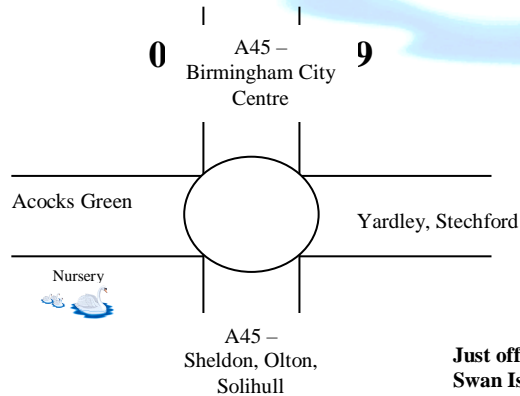 0 A45 – 9
Birmingham City
Centre
Acocks Green
Yardley, Stechford
Nursery
A45 –
Sheldon, Olton,
Solihull
Just off
Swan Is